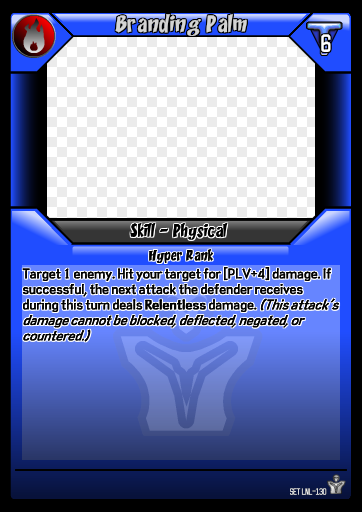 Branding Palm
6
Skill - Physical
Hyper Rank
Target 1 enemy. Hit your target for [PLV+4] damage. If
successful, the next attack the defender receives
during this turn deals Relentless damage. (This attack's
damage cannot be blocked, deflected, negated, or
countered.)
SET LNL-130